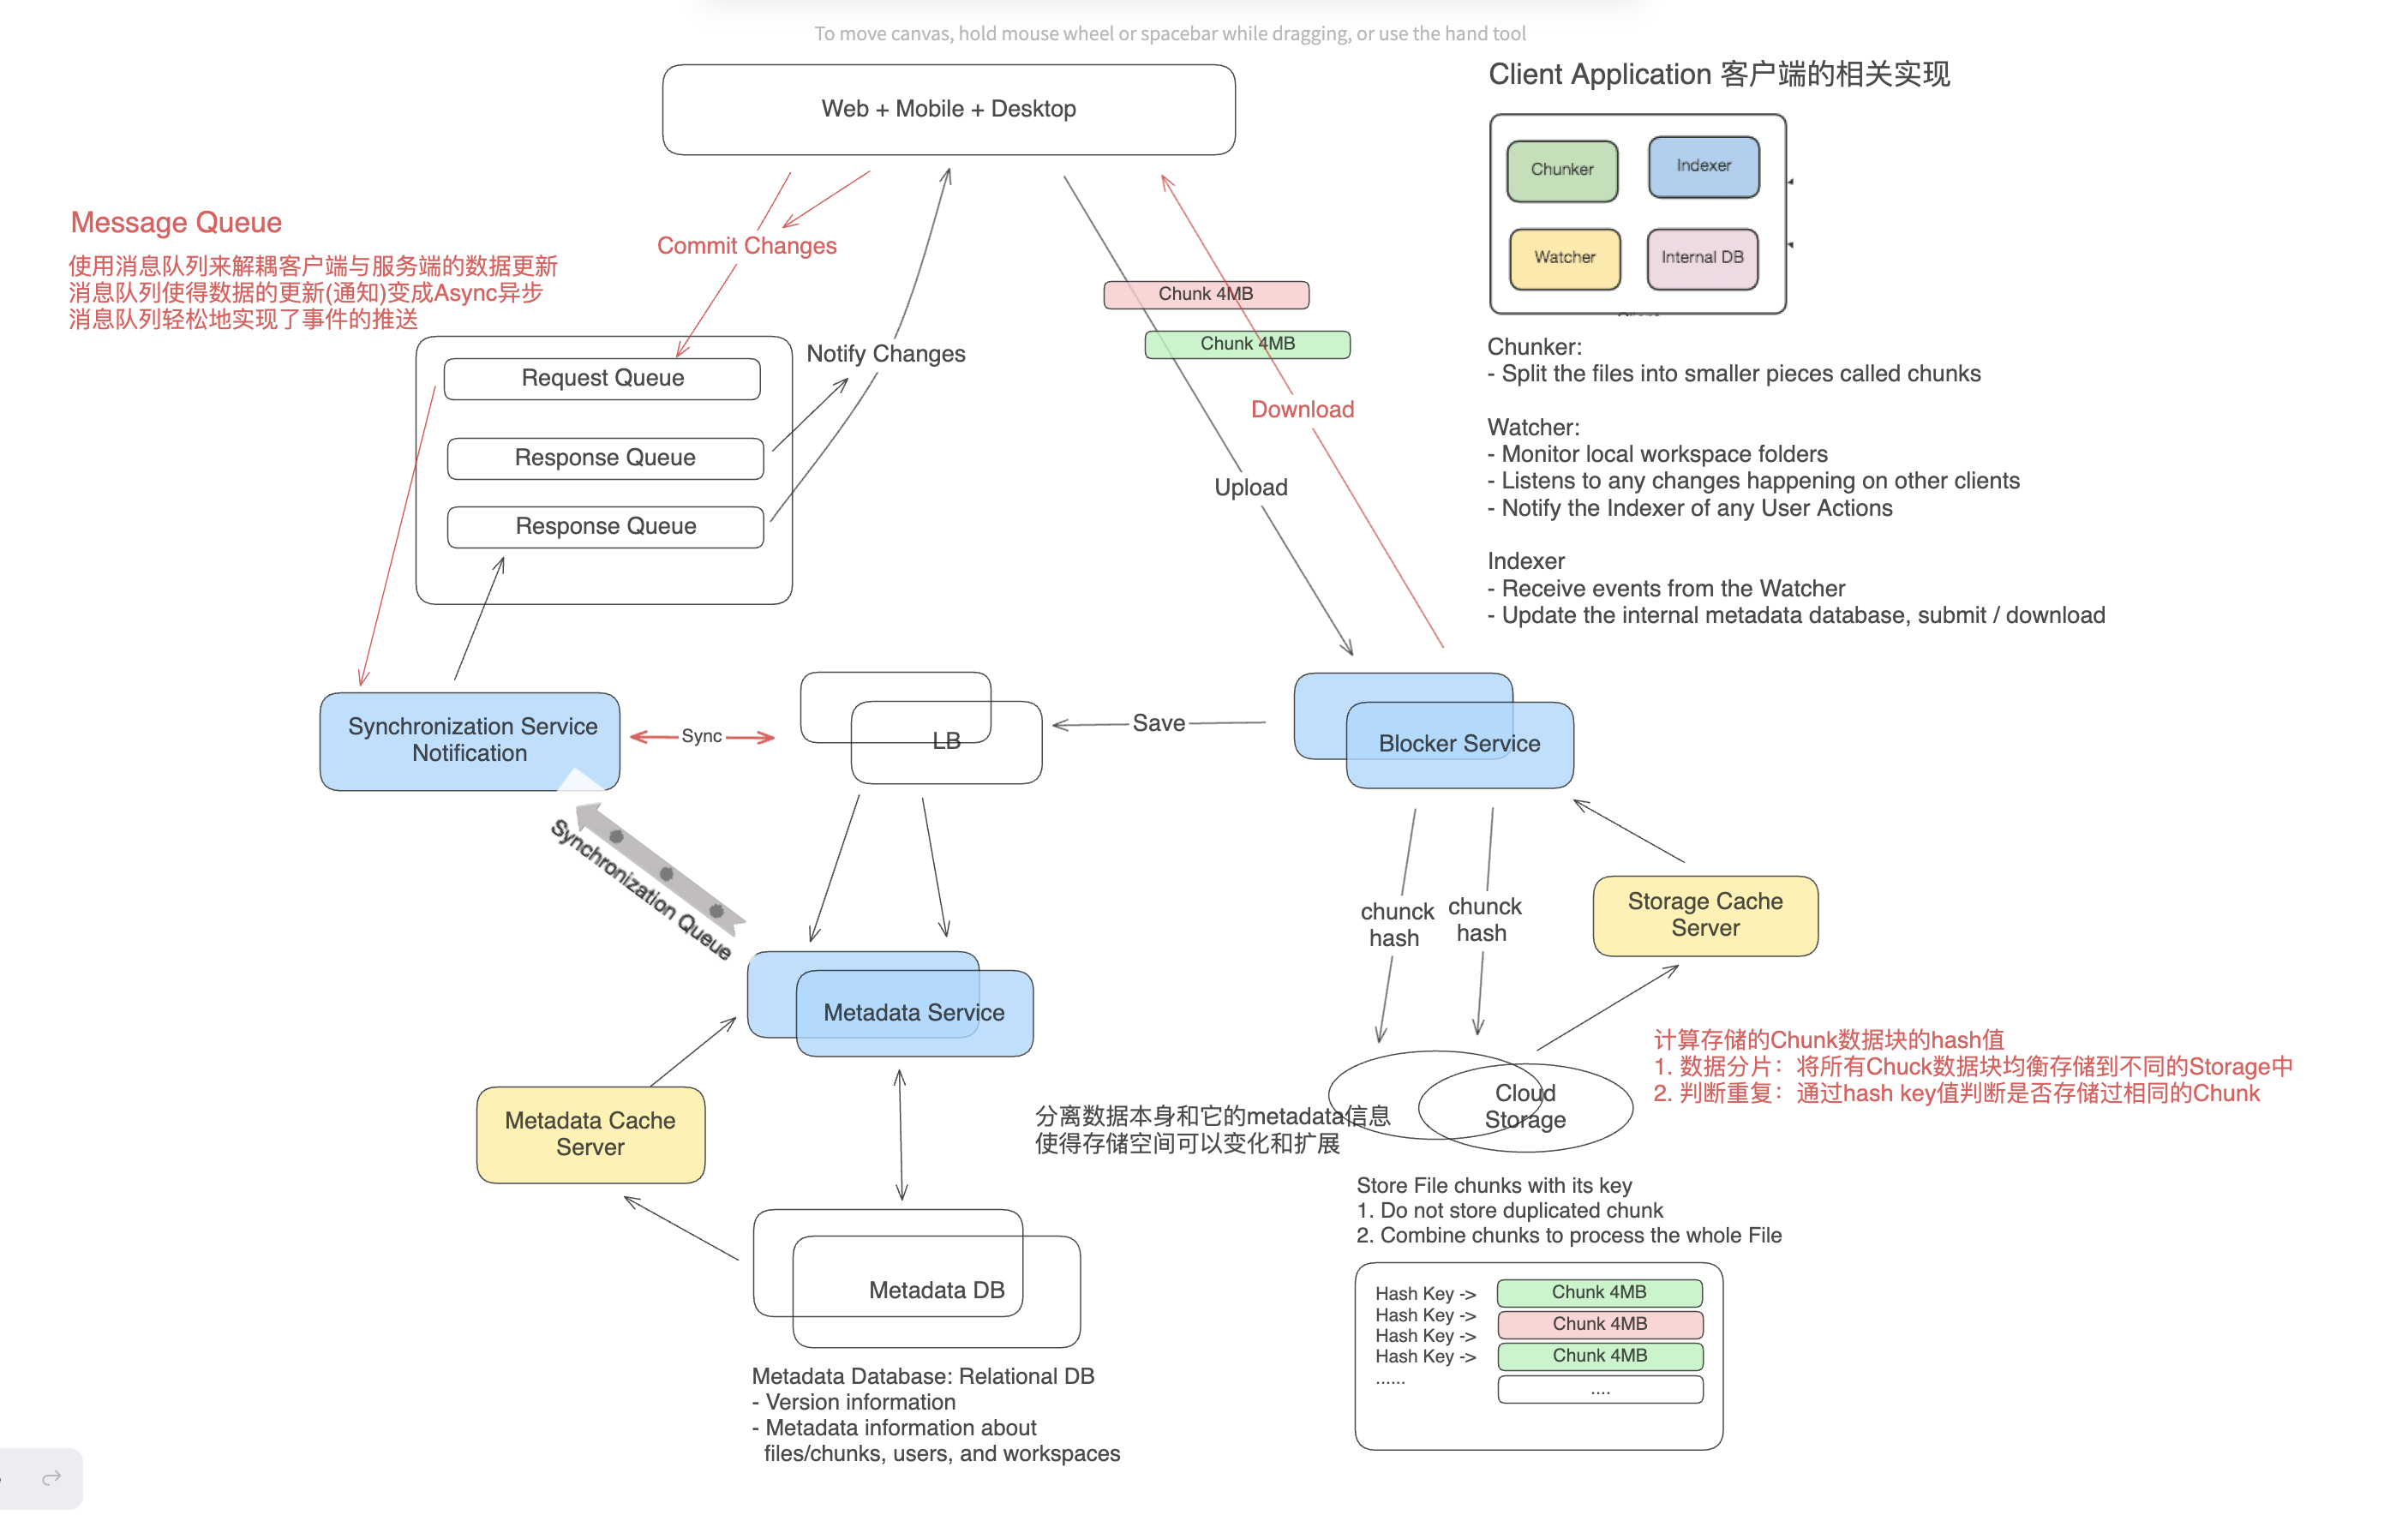 To move canvas, hold mouse wheel or spacebar while dragging, or use the hand tool
Web + Mobile + Desktop
Client Application 客户端的相关实现
Chunker
Indexer
Watcher
Internal DB
Message Queue
使用消息队列来解耦客户端与服务端的数据更新
消息队列使得数据的更新(通知)变成Async异步
消息队列轻松地实现了事件的推送
Commit Changes
Notify Changes
Request Queue
Response Queue
Response Queue
Chunk 4MB
Chunk 4MB
Download
Upload
Chunker:
- Split the files into smaller pieces called chunks
Watcher:
- Monitor local workspace folders
- Listens to any changes happening on other clients
- Notify the Indexer of any User Actions
Indexer
- Receive events from the Watcher
- Update the internal metadata database, submit / download
Synchronization Service
Notification
Sync
LB
Save
Blocker Service
Synchronization Queue
chunck
hash
chunck
hash
Storage Cache
Server
Metadata Service
Metadata Cache
Server
分离数据本身和它的metadata信息
使得存储空间可以变化和扩展
Cloud
Storage
计算存储的Chunk数据块的hash值
1. 数据分片：将所有Chuck数据块均衡存储到不同的Storage中
2. 判断重复：通过hash key值判断是否存储过相同的Chunk
Metadata DB
Metadata Database: Relational DB
- Version information
- Metadata information about
files/chunks, users, and workspaces
Store File chunks with its key
1. Do not store duplicated chunk
2. Combine chunks to process the whole File
Hash Key -> Chunk 4MB
Hash Key -> Chunk 4MB
Hash Key ->
Hash Key -> Chunk 4MB
...... ....